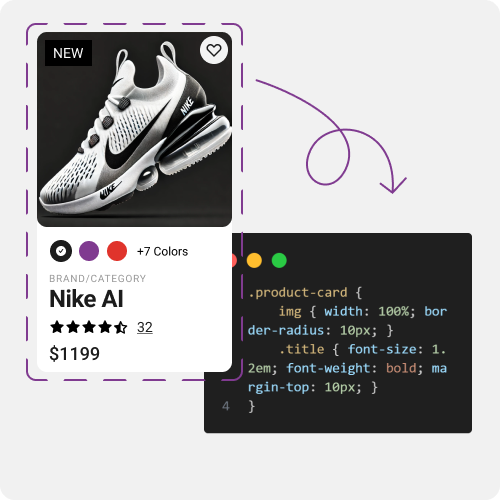 NEW
NIKE
NIKE
+7 Colors
BRAND/CATEGORY
Nike AI
32
$1199
.product-card {
img { width: 100%; bor
der-radius: 10px; }
.title { font-size: 1.
2em; font-weight: bold; ma
rgin-top: 10px; }
4 }